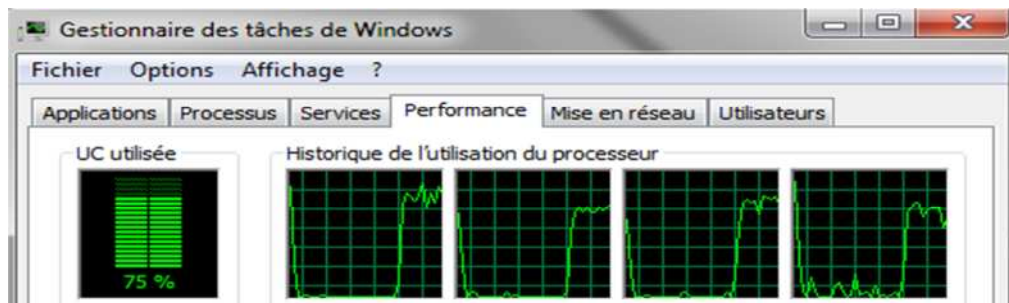 Gestionnaire des tâches de Windows
Fichier Options Affichage ?
Applications Processus Services Performance Mise en réseau Utilisateurs
UC utilisée Historique de l'utilisation du processeur
75 %